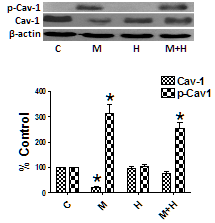 p-Cav-1
Cav-1
β-actin
C M H M+H
Cav-1
p-Cav1
% Control
400
300
200
100
0
* * *
C M H M+H